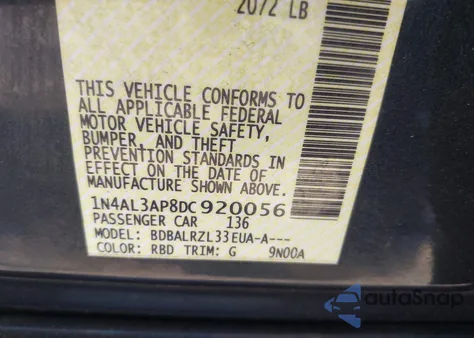 2072 LB
THIS VEHICLE CONFORMS TO
ALL APPLICABLE FEDERAL
MOTOR VEHICLE SAFETY,
BUMPER, AND THEFT
PREVENTION STANDARDS IN
EFFECT ON THE DATE OF
MANUFACTURE SHOWN ABOVE.
1N4AL3AP8DC920056
PASSENGER CAR 136
MODEL: BDBALRZL33EUA-A---
COLOR: RBD TRIM: G 9N00A
autoSnap